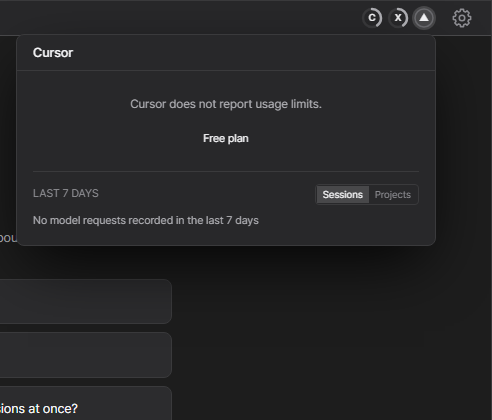 C X
Cursor
Cursor does not report usage limits.
Free plan
LAST 7 DAYS Sessions Projects
No model requests recorded in the last 7 days
sions at once?